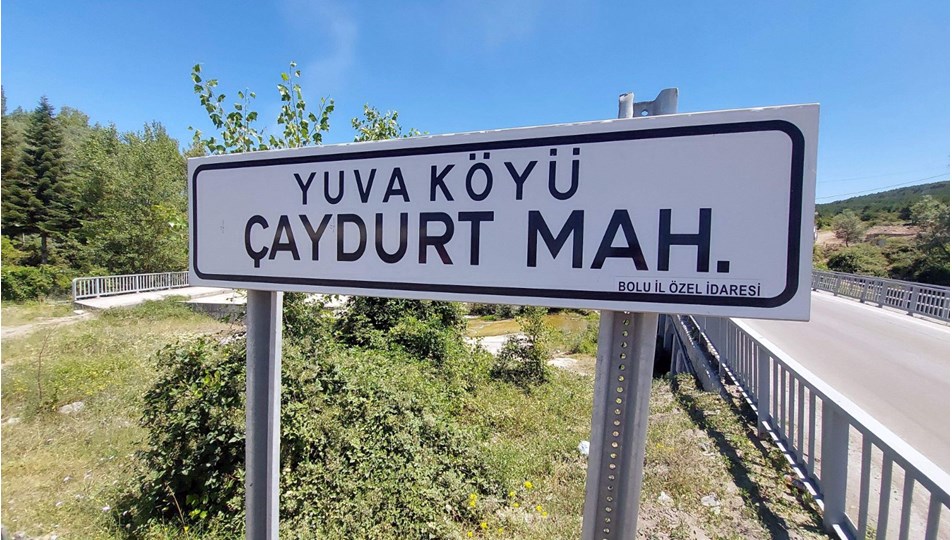 YUVA KÖYÜ
ÇAYDURT MAH.
BOLU İL ÖZEL İDARESİ